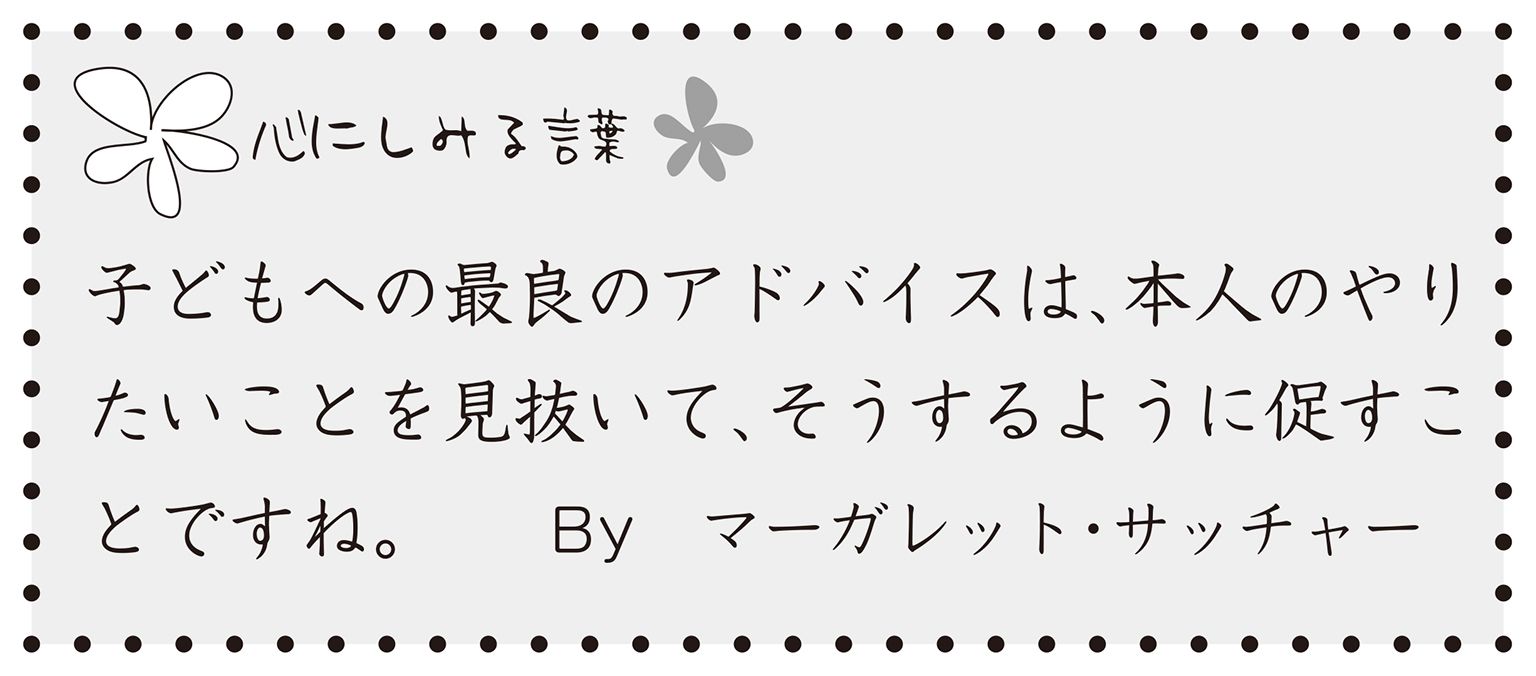 心にしみる言葉
子どもへの最良のアドバイスは、本人のやり
たいことを見抜いて、そうするように促すこ
とですね。　　By　マーガレット・サッチャー